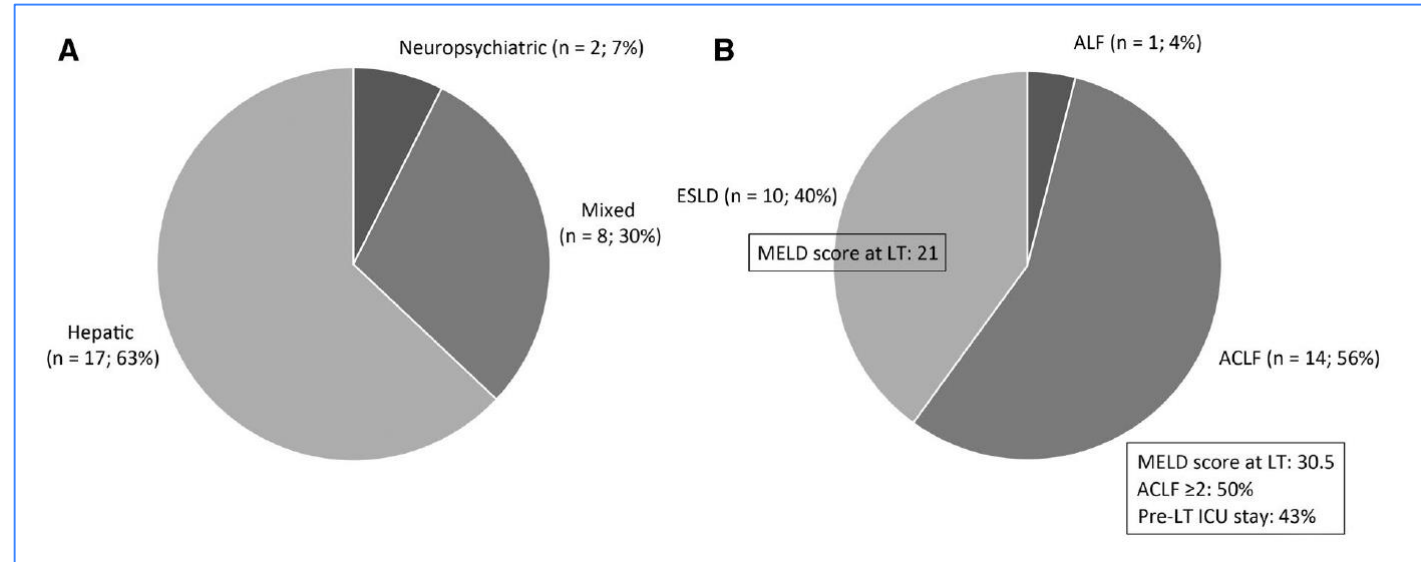 A
Neuropsychiatric (n = 2; 7%)
Mixed
(n = 8; 30%)
Hepatic
(n = 17; 63%)
B
ALF (n = 1; 4%)
ESLD (n = 10; 40%)
MELD score at LT: 21
ACLF (n = 14; 56%)
MELD score at LT: 30.5
ACLF ≥2: 50%
Pre-LT ICU stay: 43%